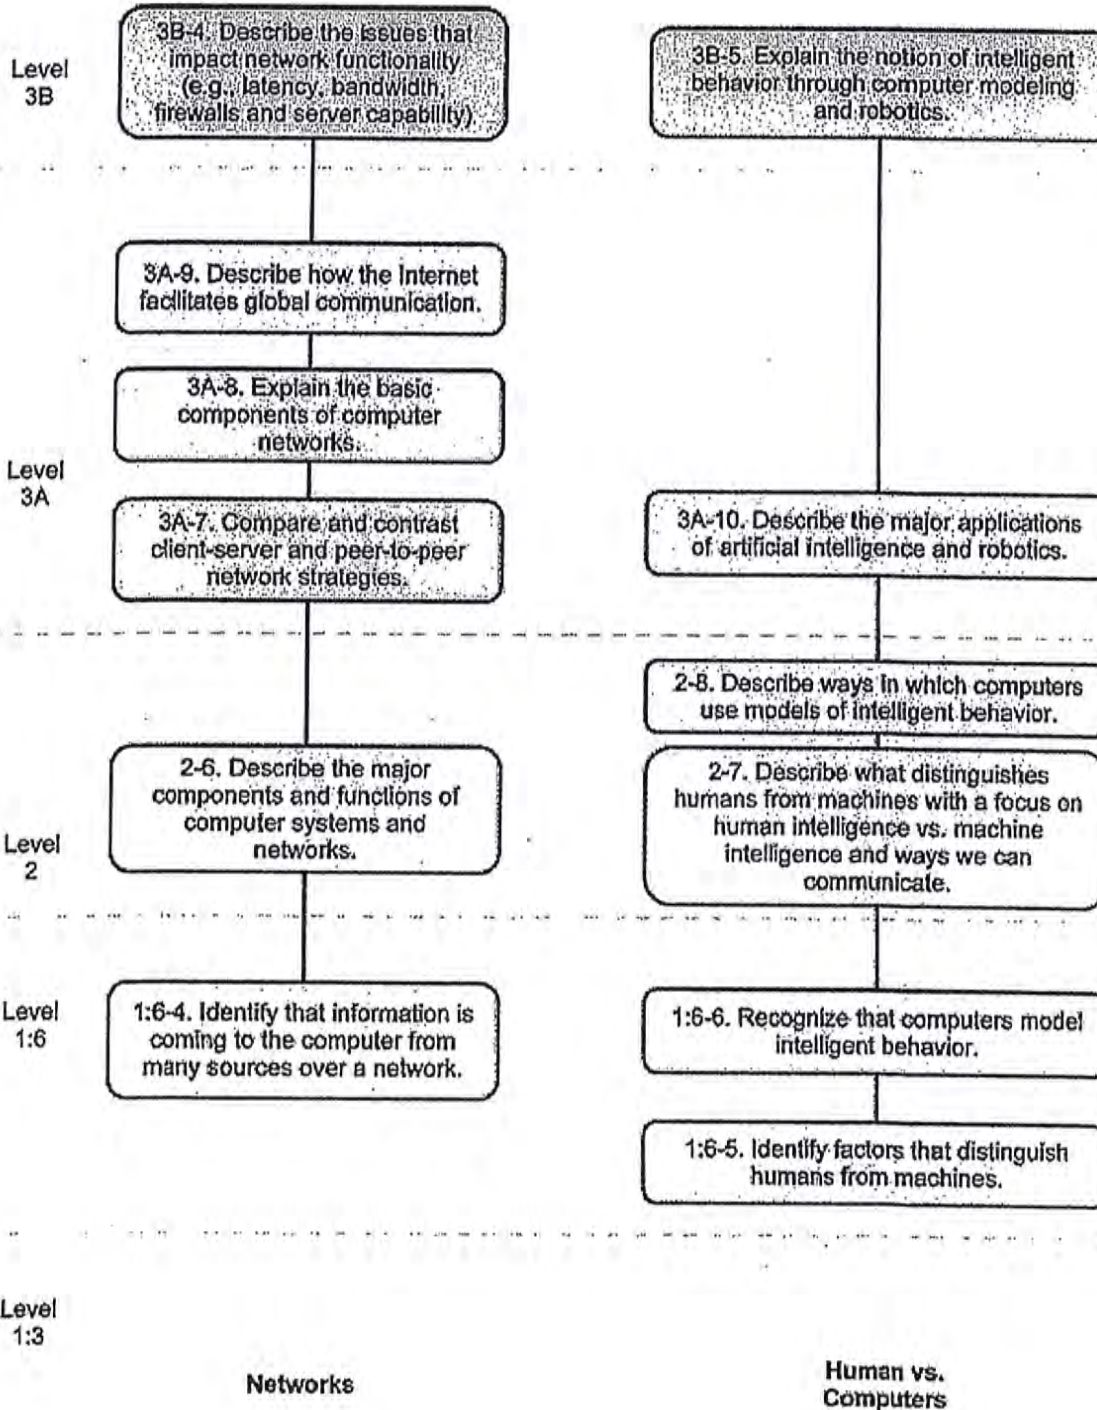 Level
3B
3B-4. Describe the issues that
impact network functionality
(e.g., latency, bandwidth,
firewalls and server capability)
3B-5. Explain the notion of intelligent
behavior through computer modeling
and robotics.
3A-9. Describe how the Internet
facilitates global communication.
3A-8. Explain the basic
components of computer
networks.
Level
3A
3A-7. Compare and contrast
client-server and peer-to-peer
network strategies.
3A-10. Describe the major applications
of artificial intelligence and robotics.
2-8. Describe ways in which computers
use models of intelligent behavior.
2-6. Describe the major
components and functions of
computer systems and
networks.
2-7. Describe what distinguishes
humans from machines with a focus on
human intelligence vs. machine
intelligence and ways we can
communicate.
Level
2
Level
1:6
1:6-4. Identify that information is
coming to the computer from
many sources over a network.
1:6-6. Recognize that computers model
intelligent behavior.
1:6-5. Identify factors that distinguish
humans from machines.
Level
1:3
Networks
Human vs.
Computers